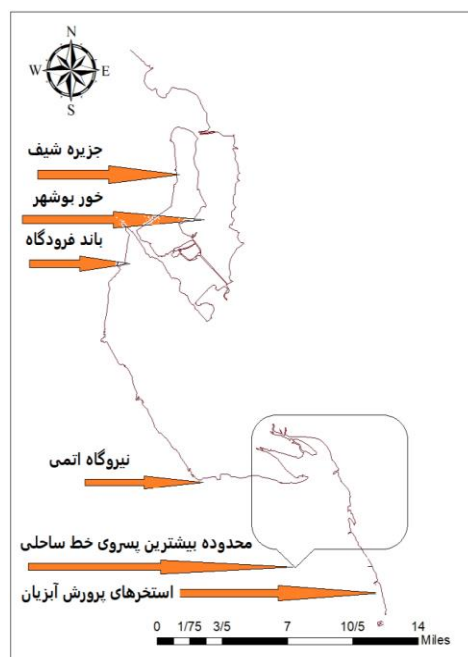 N
W E
S
جزیره شیف
خور بوشهر
باند فرودگاه
نیروگاه اتمی
محدوده بیشترین پسروی خط ساحلی
استخرهای پرورش آبزیان
0 1/75 3/5 7 10/5 14
Miles